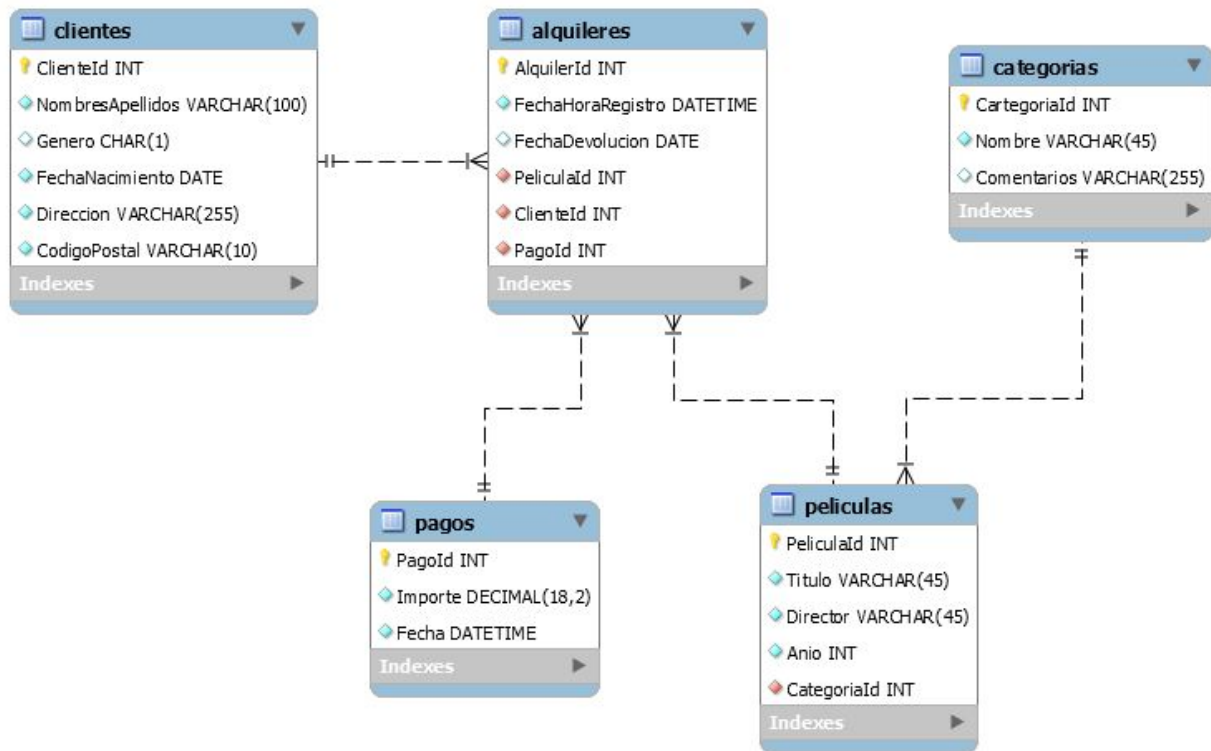 clientes
ClienteId INT
NombresApellidos VARCHAR(100)
Genero CHAR(1)
FechaNacimiento DATE
Direccion VARCHAR(255)
CodigoPostal VARCHAR(10)
Indexes
alquileres
AlquilerId INT
FechaHoraRegistro DATETIME
FechaDevolucion DATE
PeliculaId INT
ClienteId INT
PagoId INT
Indexes
categorias
CartegoriaId INT
Nombre VARCHAR(45)
Comentarios VARCHAR(255)
Indexes
pagos
PagoId INT
Importe DECIMAL(18,2)
Fecha DATETIME
Indexes
peliculas
PeliculaId INT
Titulo VARCHAR(45)
Director VARCHAR(45)
Anio INT
CategoriaId INT
Indexes